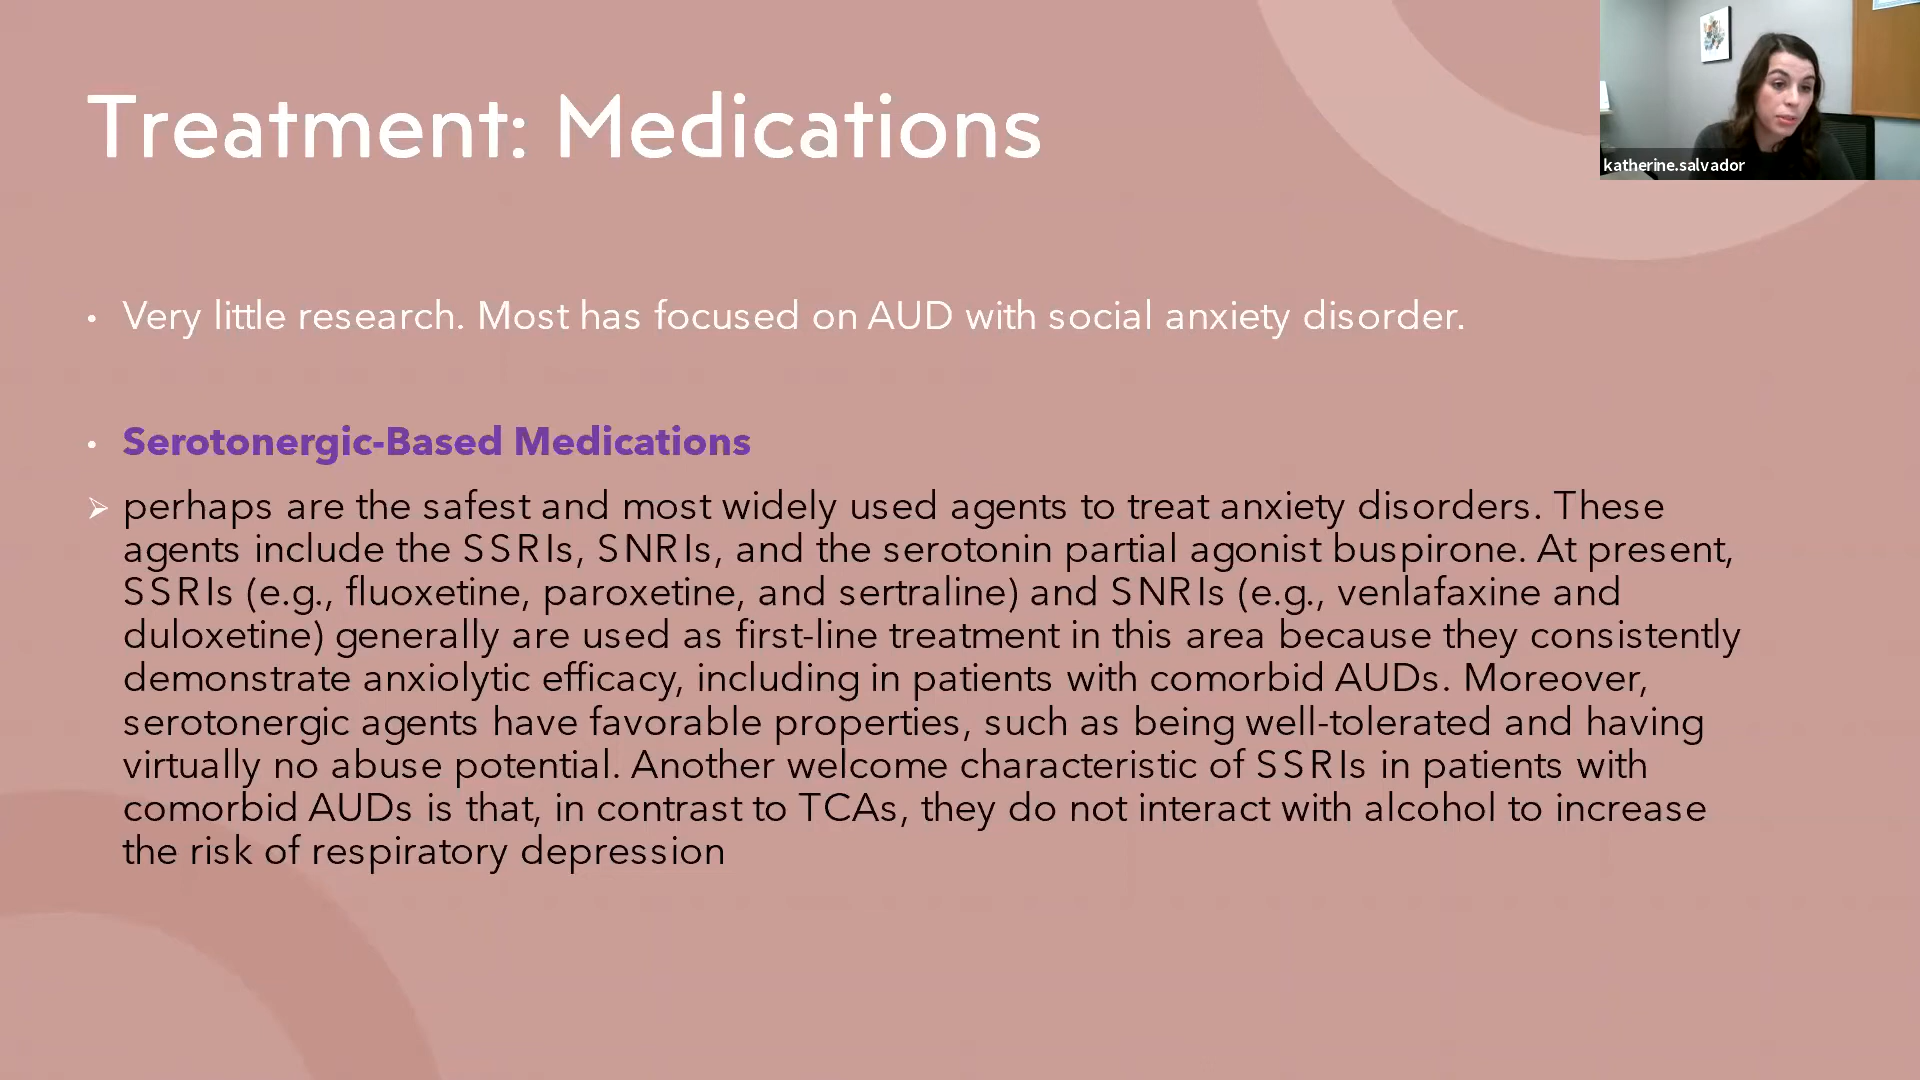 Treatment: Medications
katherine.salvador
• Very little research. Most has focused on AUD with social anxiety disorder.
• Serotonergic-Based Medications
➢ perhaps are the safest and most widely used agents to treat anxiety disorders. These
agents include the SSRIs, SNRIs, and the serotonin partial agonist buspirone. At present,
SSRIs (e.g., fluoxetine, paroxetine, and sertraline) and SNRIs (e.g., venlafaxine and
duloxetine) generally are used as first-line treatment in this area because they consistently
demonstrate anxiolytic efficacy, including in patients with comorbid AUDs. Moreover,
serotonergic agents have favorable properties, such as being well-tolerated and having
virtually no abuse potential. Another welcome characteristic of SSRIs in patients with
comorbid AUDs is that, in contrast to TCAs, they do not interact with alcohol to increase
the risk of respiratory depression